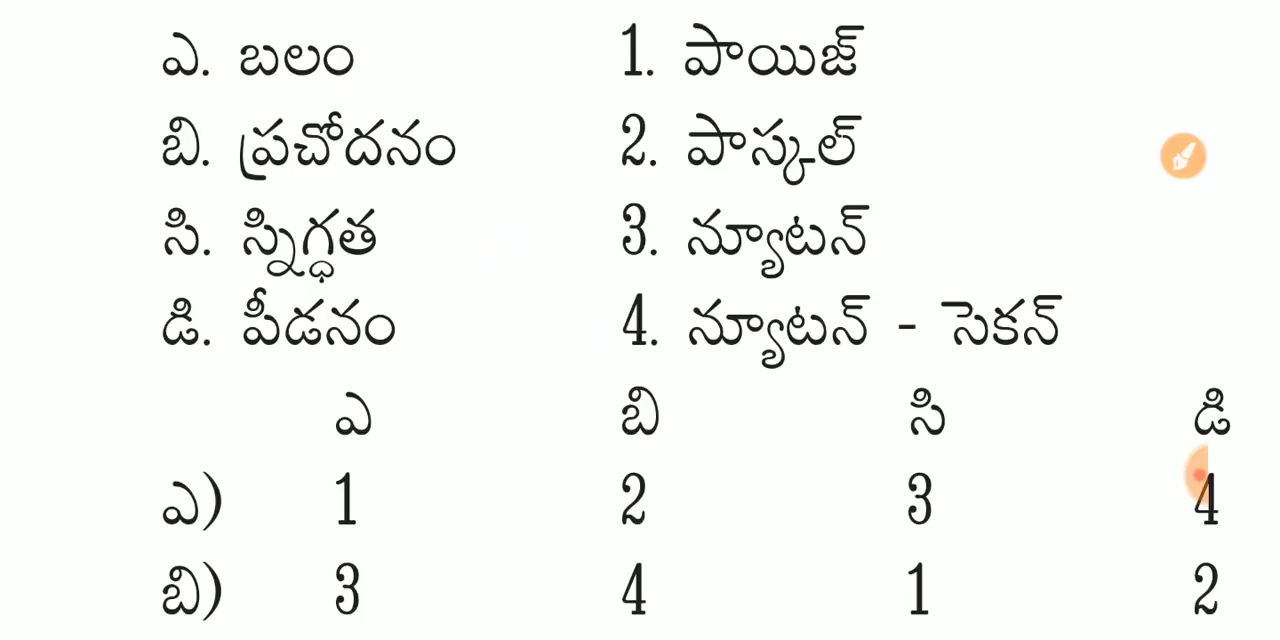 ఎ. బలం 1. పాయిజ్
బి. ప్రచోదనం 2. పాస్కల్
సి. స్నిగ్ధత 3. న్యూటన్
డి. పీడనం 4. న్యూటన్ - సెకన్
ఎ బి సి డి
ఎ) 1 2 3 4
బి) 3 4 1 2